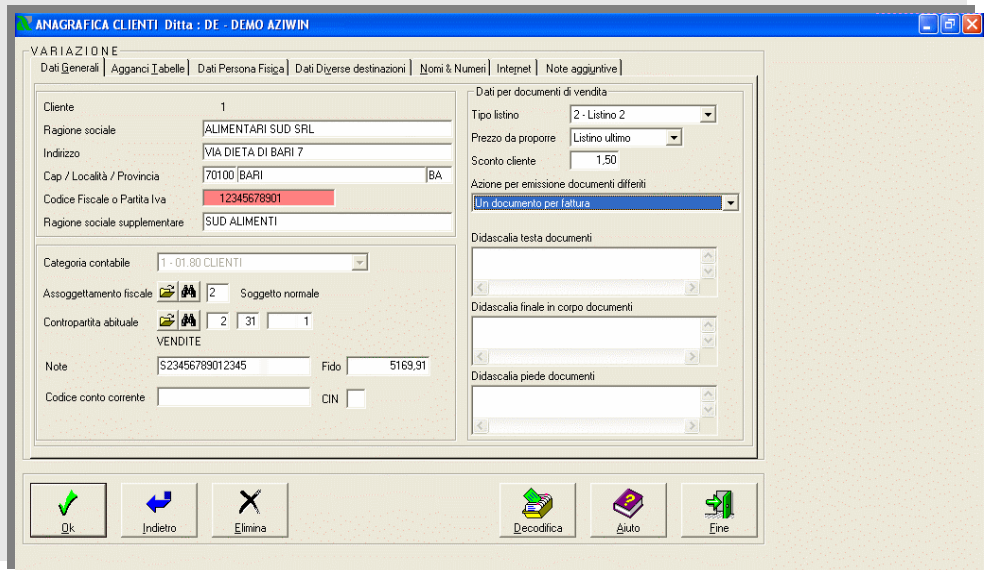 ANAGRAFICA CLIENTI Ditta : DE - DEMO AZIWIN
VARIAZIONE
Dati Generali Agganci Tabelle Dati Persona Fisica Dati Diverse destinazioni Nomi & Numeri Internet Note aggiuntive
Cliente 1
Ragione sociale ALIMENTARI SUD SRL
Indirizzo VIA DIETA DI BARI 7
Cap / Località / Provincia 70100 BARI BA
Codice Fiscale o Partita Iva 12345678901
Ragione sociale supplementare SUD ALIMENTI
Categoria contabile 1 - 01.80 CLIENTI
Assoggettamento fiscale 2 Soggetto normale
Contropartita abituale 2 31 1
VENDITE
Note S23456789012345 Fido 5169,91
Codice conto corrente CIN
Dati per documenti di vendita
Tipo listino 2 - Listino 2
Prezzo da proporre Listino ultimo
Sconto cliente 1,50
Azione per emissione documenti differiti
Un documento per fattura
Didascalia testa documenti
Didascalia finale in corpo documenti
Didascalia piede documenti
Ok Indietro Elimina Decodifica Aiuto Fine